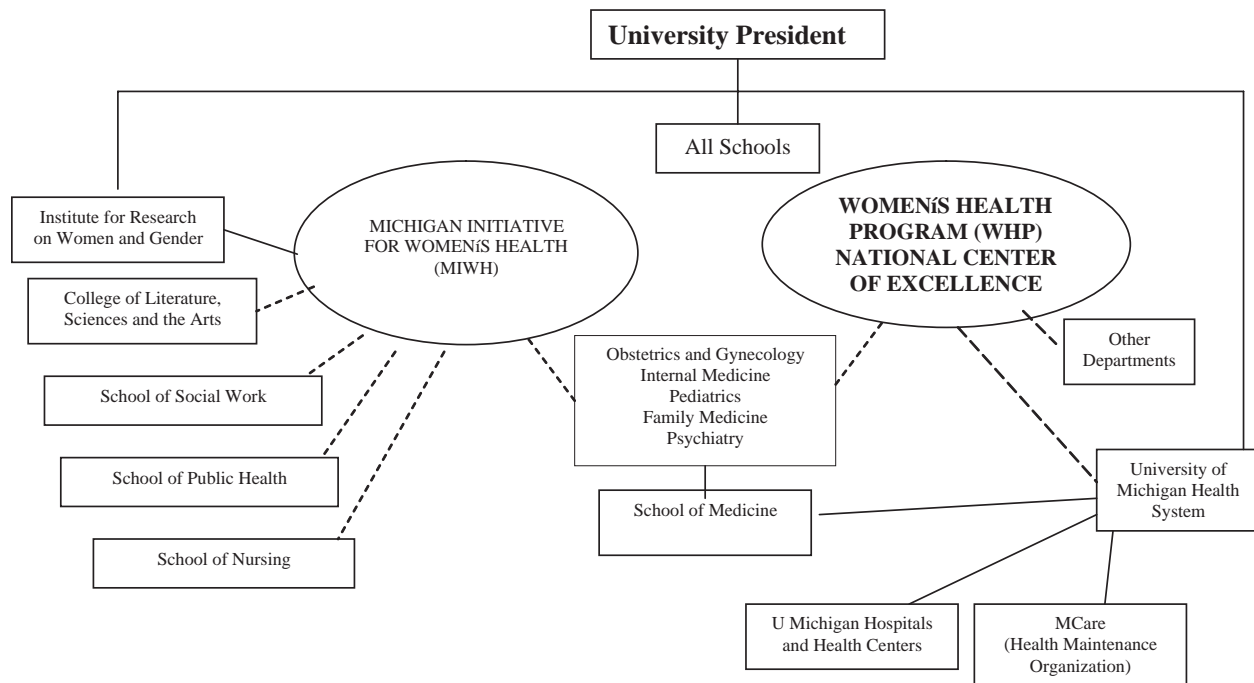 University President
All Schools
Institute for Research
on Women and Gender
MICHIGAN INITIATIVE
FOR WOMENíS HEALTH
(MIWH)
WOMENíS HEALTH
PROGRAM (WHP)
NATIONAL CENTER
OF EXCELLENCE
College of Literature,
Sciences and the Arts
Other
Departments
Obstetrics and Gynecology
Internal Medicine
Pediatrics
Family Medicine
Psychiatry
School of Social Work
School of Public Health
University of
Michigan Health
System
School of Medicine
School of Nursing
U Michigan Hospitals
and Health Centers
MCare
(Health Maintenance
Organization)